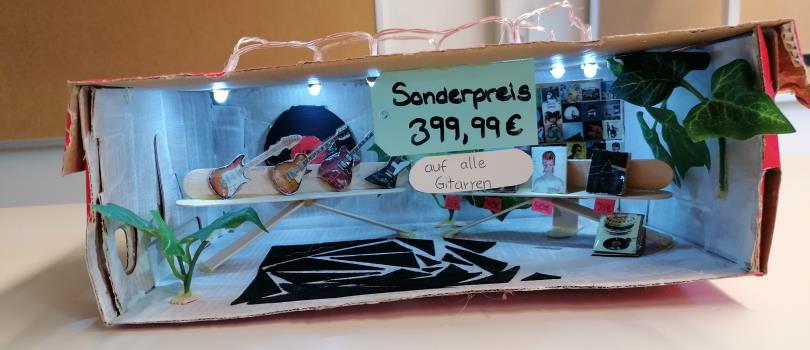 Sonderpreis
399,99€
auf alle
Gitarren